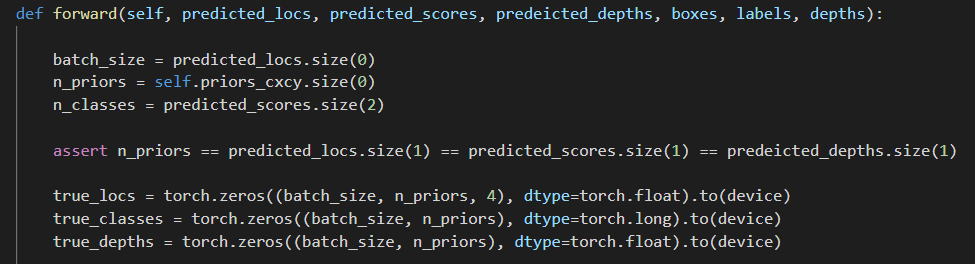 def forward(self, predicted_locs, predicted_scores, predeicted_depths, boxes, labels, depths):
batch_size = predicted_locs.size(0)
n_priors = self.priors_cxcy.size(0)
n_classes = predicted_scores.size(2)
assert n_priors == predicted_locs.size(1) == predicted_scores.size(1) == predeicted_depths.size(1)
true_locs = torch.zeros((batch_size, n_priors, 4), dtype=torch.float).to(device)
true_classes = torch.zeros((batch_size, n_priors), dtype=torch.long).to(device)
true_depths = torch.zeros((batch_size, n_priors), dtype=torch.float).to(device)